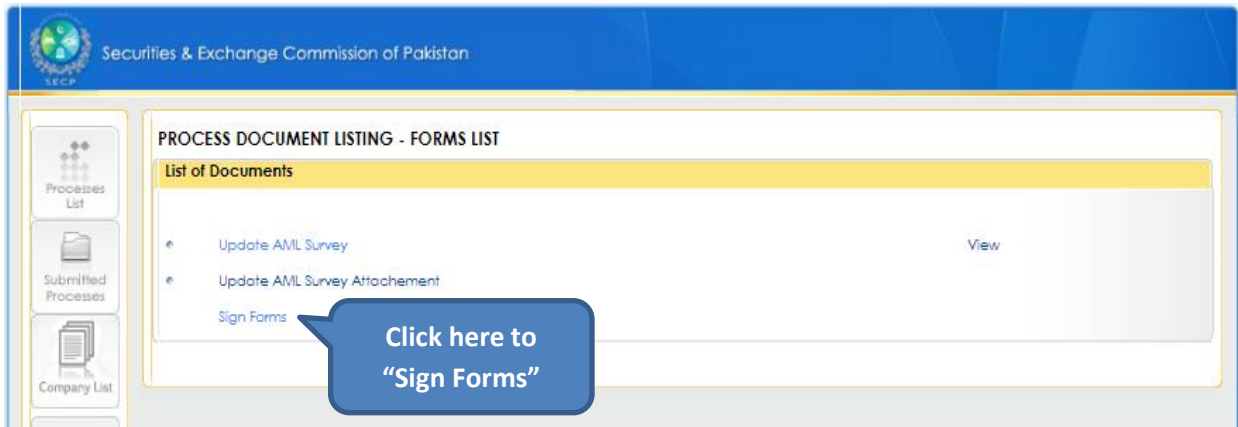 Securities & Exchange Commission of Pakistan
SECP
PROCESS DOCUMENT LISTING - FORMS LIST
List of Documents
Processes
List
Update AML Survey
View
Submitted
Processes
Update AML Survey Attachement
Sign Forms
Click here to
“Sign Forms”
Company List